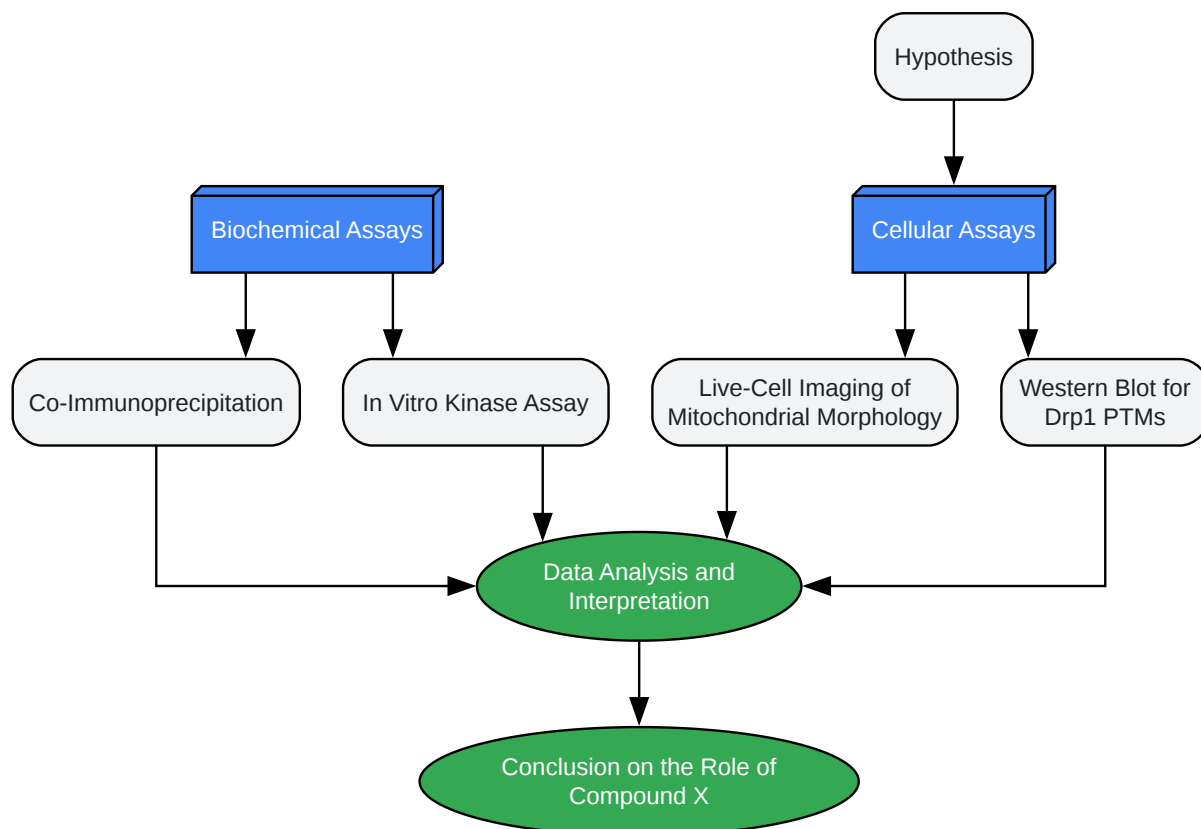 Hypothesis
Biochemical Assays
Cellular Assays
Co-Immunoprecipitation
In Vitro Kinase Assay
Live-Cell Imaging of
Mitochondrial Morphology
Western Blot for
Drp1 PTMs
Data Analysis and
Interpretation
Conclusion on the Role of
Compound X